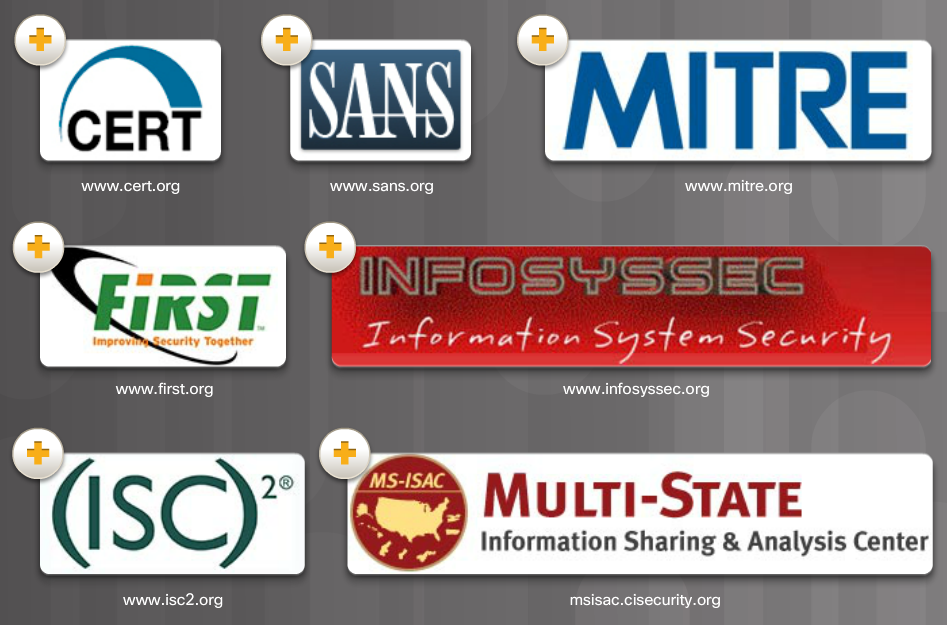 CERT
www.cert.org
SANS
www.sans.org
MITRE
www.mitre.org
FiRST™
Improving Security Together
www.first.org
INFOSYSSEC
Information System Security
www.infosyssec.org
(ISC)²®
www.isc2.org
MS-ISAC
MULTI-STATE
Information Sharing & Analysis Center
msisac.cisecurity.org